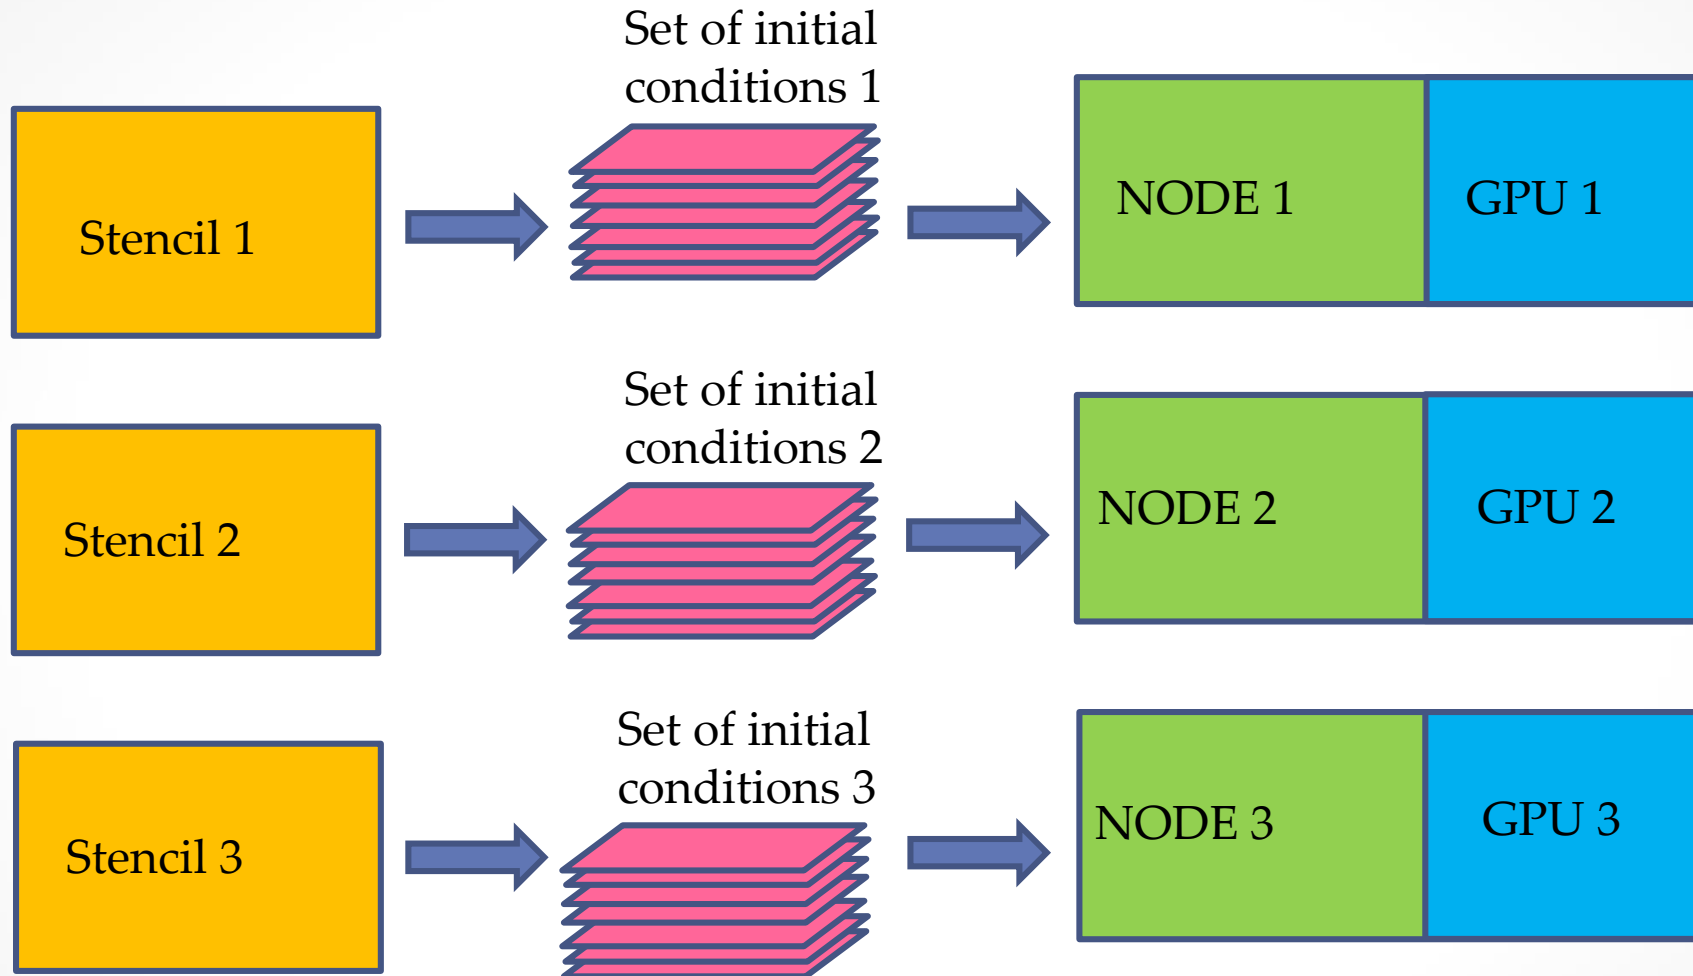 Set of initial
conditions 1
Stencil 1
NODE 1
GPU 1
Set of initial
conditions 2
Stencil 2
NODE 2
GPU 2
Set of initial
conditions 3
Stencil 3
NODE 3
GPU 3